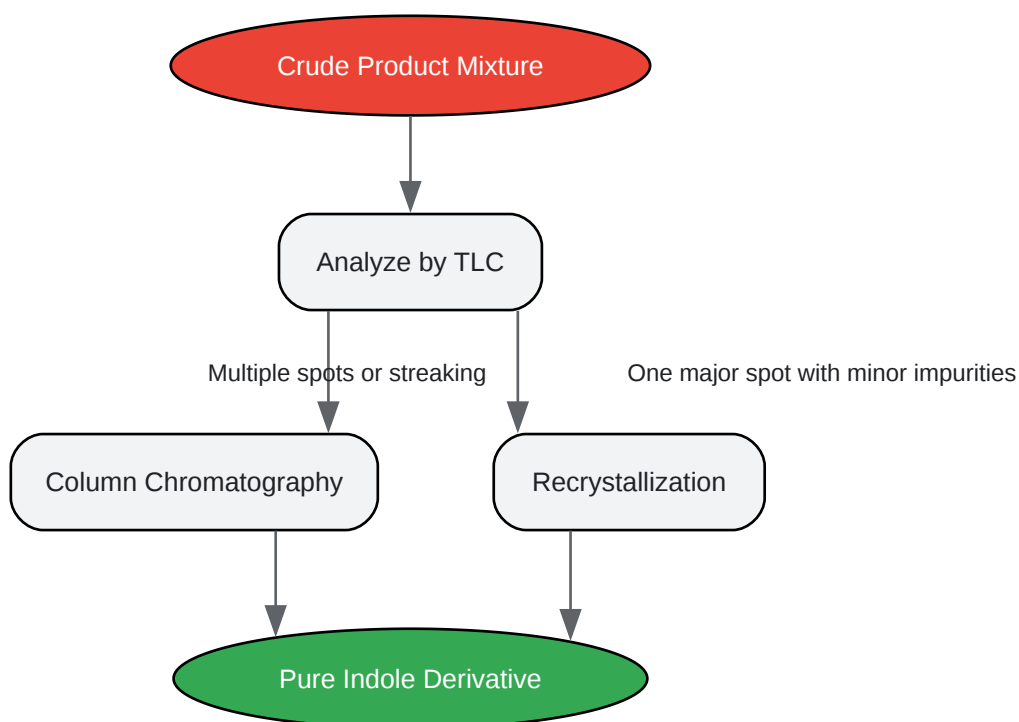 Crude Product Mixture
Analyze by TLC
Multiple spots or streaking
One major spot with minor impurities
Column Chromatography
Recrystallization
Pure Indole Derivative